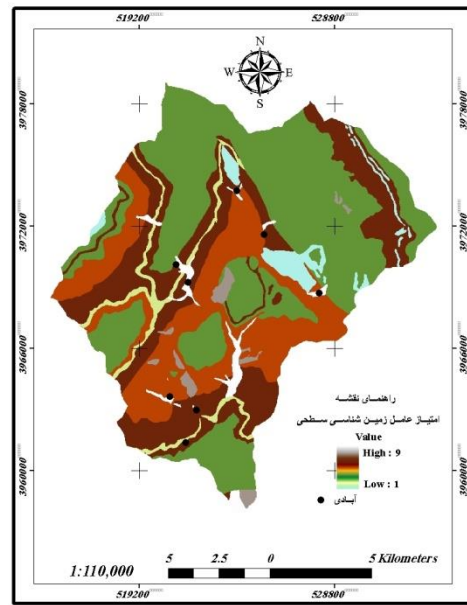 519200 528800
N
W E
S
3978000 3978000
3972000 3972000
3966000 3966000
3960000 3960000
راهنمای نقشه
امتیاز عامل زمین شناسی سطحی
Value
High : 9
Low : 1
آبادی
5 2.5 0 5 Kilometers
1:110,000
519200 528800